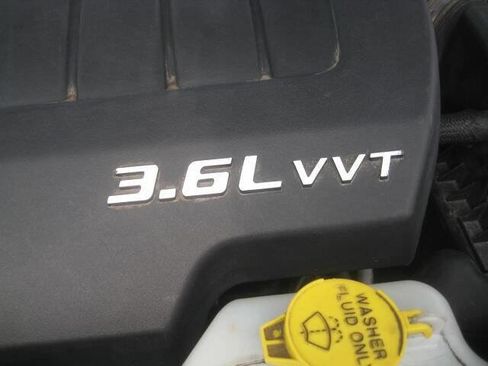 3.6L VVT
WASHER
FLUID ONLY